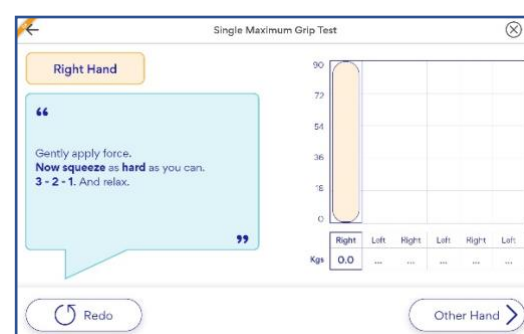 Single Maximum Grip Test
Right Hand
“
Gently apply force.
Now squeeze as hard as you can.
3 - 2 - 1. And relax.
”
90
72
54
36
18
0
Right Left Right Left Right Left
Kgs 0.0 ... ... ... ... ...
Redo
Other Hand